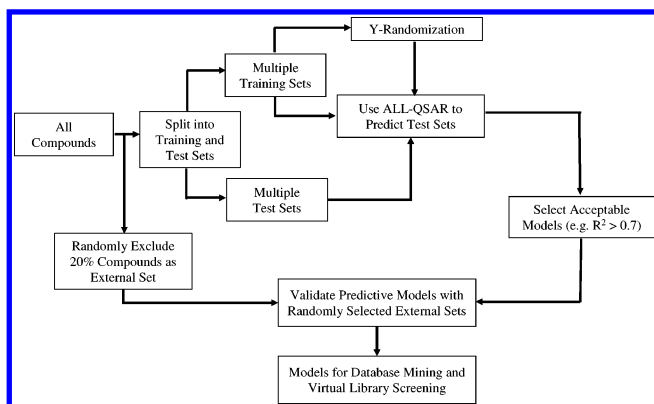 Y-Randomization
Multiple
Training Sets
Use ALL-QSAR to
Predict Test Sets
All
Compounds
Split into
Training and
Test Sets
Multiple
Test Sets
Select Acceptable
Models (e.g. R² > 0.7)
Randomly Exclude
20% Compounds as
External Set
Validate Predictive Models with
Randomly Selected External Sets
Models for Database Mining and
Virtual Library Screening